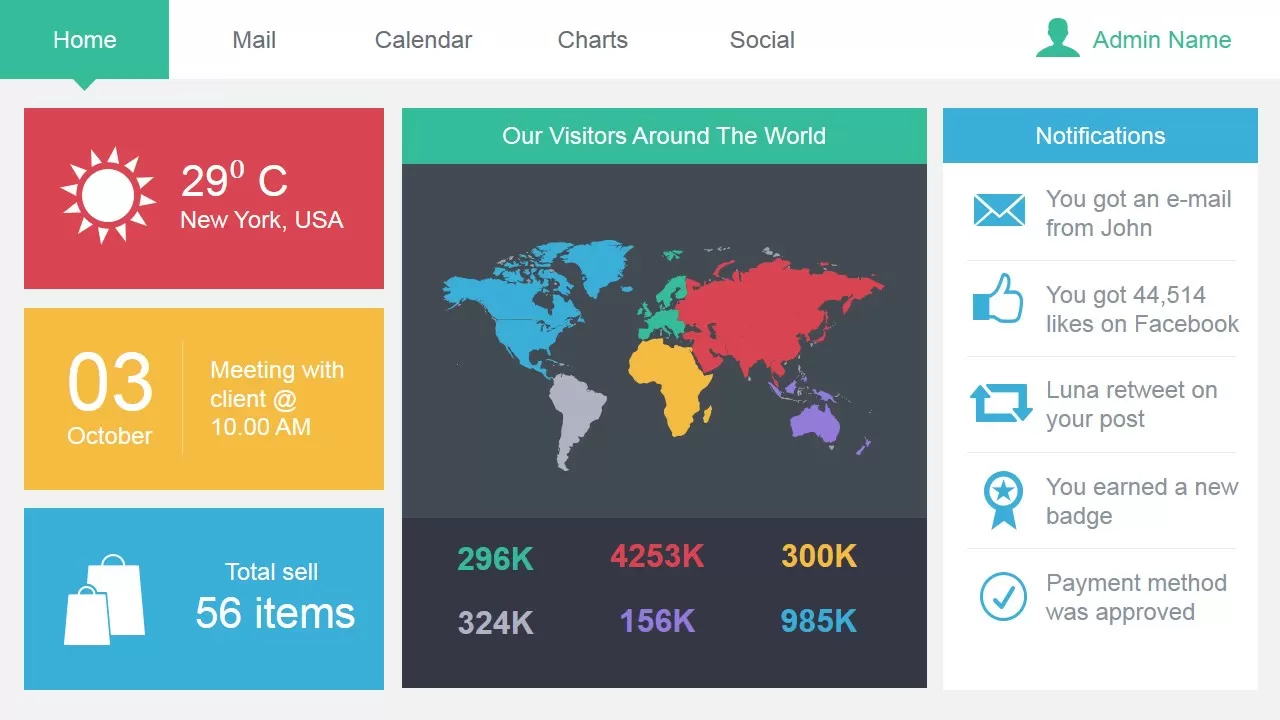 Home
Mail
Calendar
Charts
Social
Admin Name
29⁰ C
New York, USA
03
October
Meeting with
client @
10.00 AM
Total sell
56 items
Our Visitors Around The World
296K
4253K
300K
324K
156K
985K
Notifications
You got an e-mail
from John
You got 44,514
likes on Facebook
Luna retweet on
your post
You earned a new
badge
Payment method
was approved